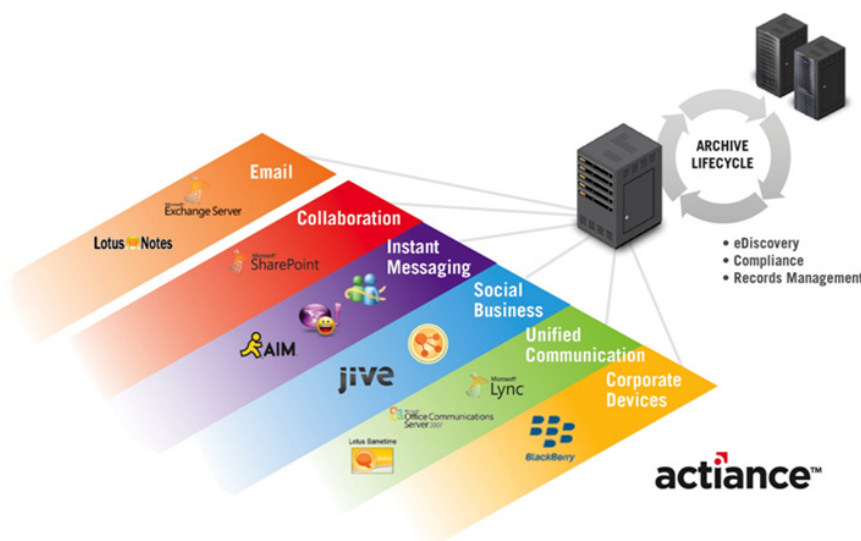 ARCHIVE
LIFECYCLE
• eDiscovery
• Compliance
• Records Management
Email
Microsoft
Exchange Server
Lotus Notes
Collaboration
Microsoft
SharePoint
Instant
Messaging
AIM
Social
Business
jive
Unified
Communication
Microsoft
Lync
Office Communications
Server 2007
Lotus Sametime
Corporate
Devices
BlackBerry
actiance™